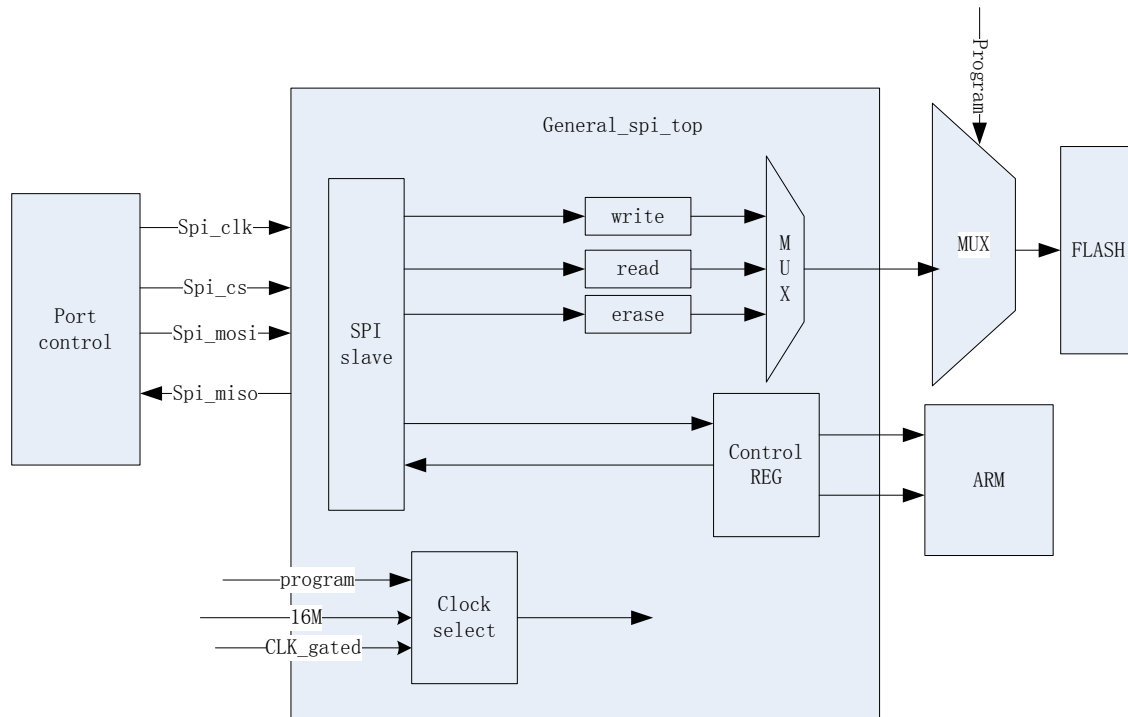 Program
General_spi_top
Spi_clk
Spi_cs
Spi_mosi
Spi_miso
Port
control
SPI
slave
write
read
erase
M
U
X
MUX
FLASH
Control
REG
ARM
program
16M
CLK_gated
Clock
select